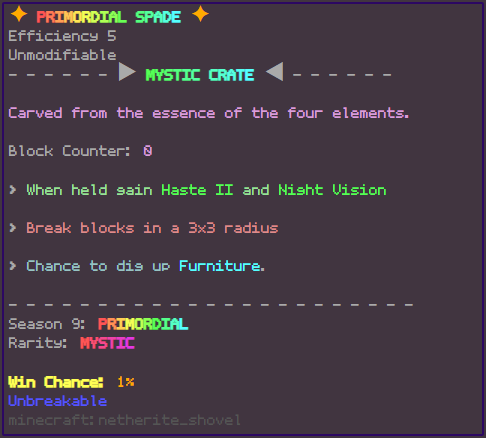 ✦ PRIMORDIAL SPADE ✦
Efficiency 5
Unmodifiable
- - - - - - ▶ MYSTIC CRATE ◀ - - - - - -
Carved from the essence of the four elements.
Block Counter: 0
> When held gain Haste II and Night Vision
> Break blocks in a 3x3 radius
> Chance to dig up Furniture.
- - - - - - - - - - - - - - - - - - - - - - - -
Season 9: PRIMORDIAL
Rarity: MYSTIC
Win Chance: 1%
Unbreakable
minecraft:netherite_shovel